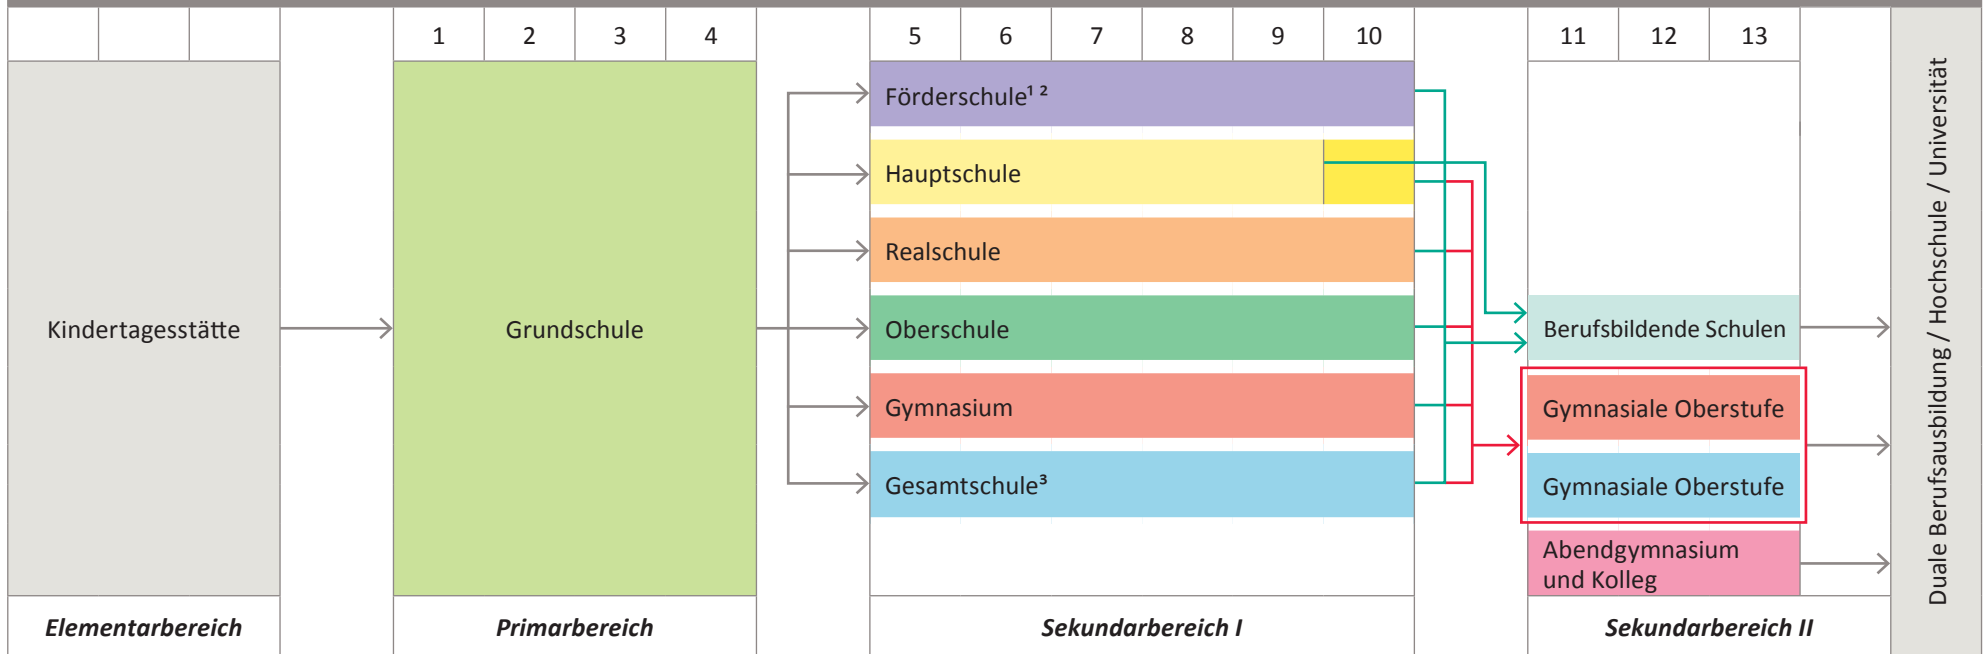 1 2 3 4 5 6 7 8 9 10 11 12 13
Förderschule¹ ²
Hauptschule
Realschule
Kindertagesstätte
Grundschule
Oberschule
Berufsbildende Schulen
Gymnasium
Gymnasiale Oberstufe
Gesamtschule³
Gymnasiale Oberstufe
Abendgymnasium
und Kolleg
Elementarbereich
Primarbereich
Sekundarbereich I
Sekundarbereich II
Duale Berufsausbildung / Hochschule / Universität